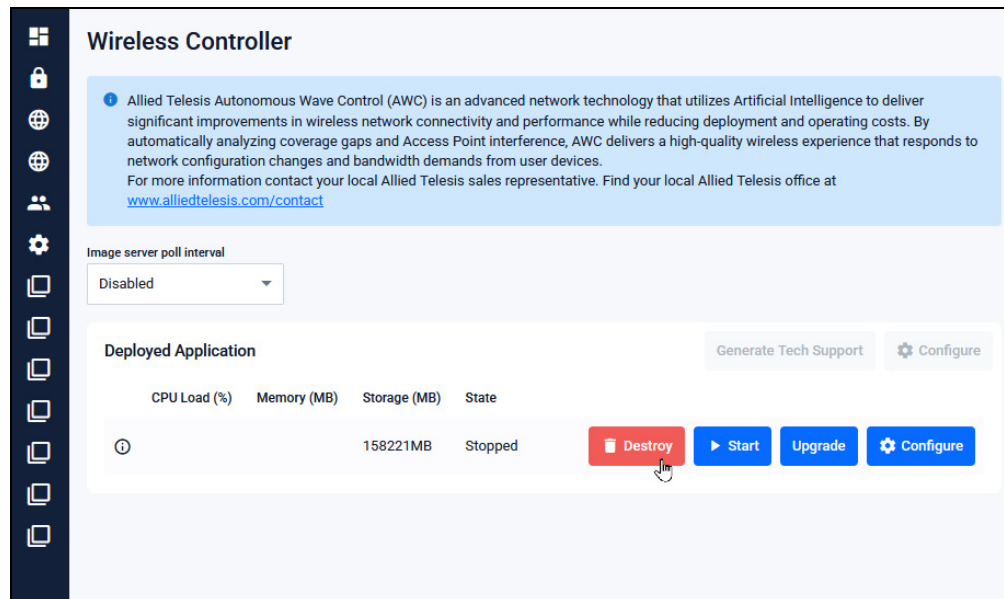 Wireless Controller
Allied Telesis Autonomous Wave Control (AWC) is an advanced network technology that utilizes Artificial Intelligence to deliver
significant improvements in wireless network connectivity and performance while reducing deployment and operating costs. By
automatically analyzing coverage gaps and Access Point interference, AWC delivers a high-quality wireless experience that responds to
network configuration changes and bandwidth demands from user devices.
For more information contact your local Allied Telesis sales representative. Find your local Allied Telesis office at
www.alliedtelesis.com/contact
Image server poll interval
Disabled
Deployed Application Generate Tech Support Configure
CPU Load (%) Memory (MB) Storage (MB) State
158221MB Stopped Destroy Start Upgrade Configure